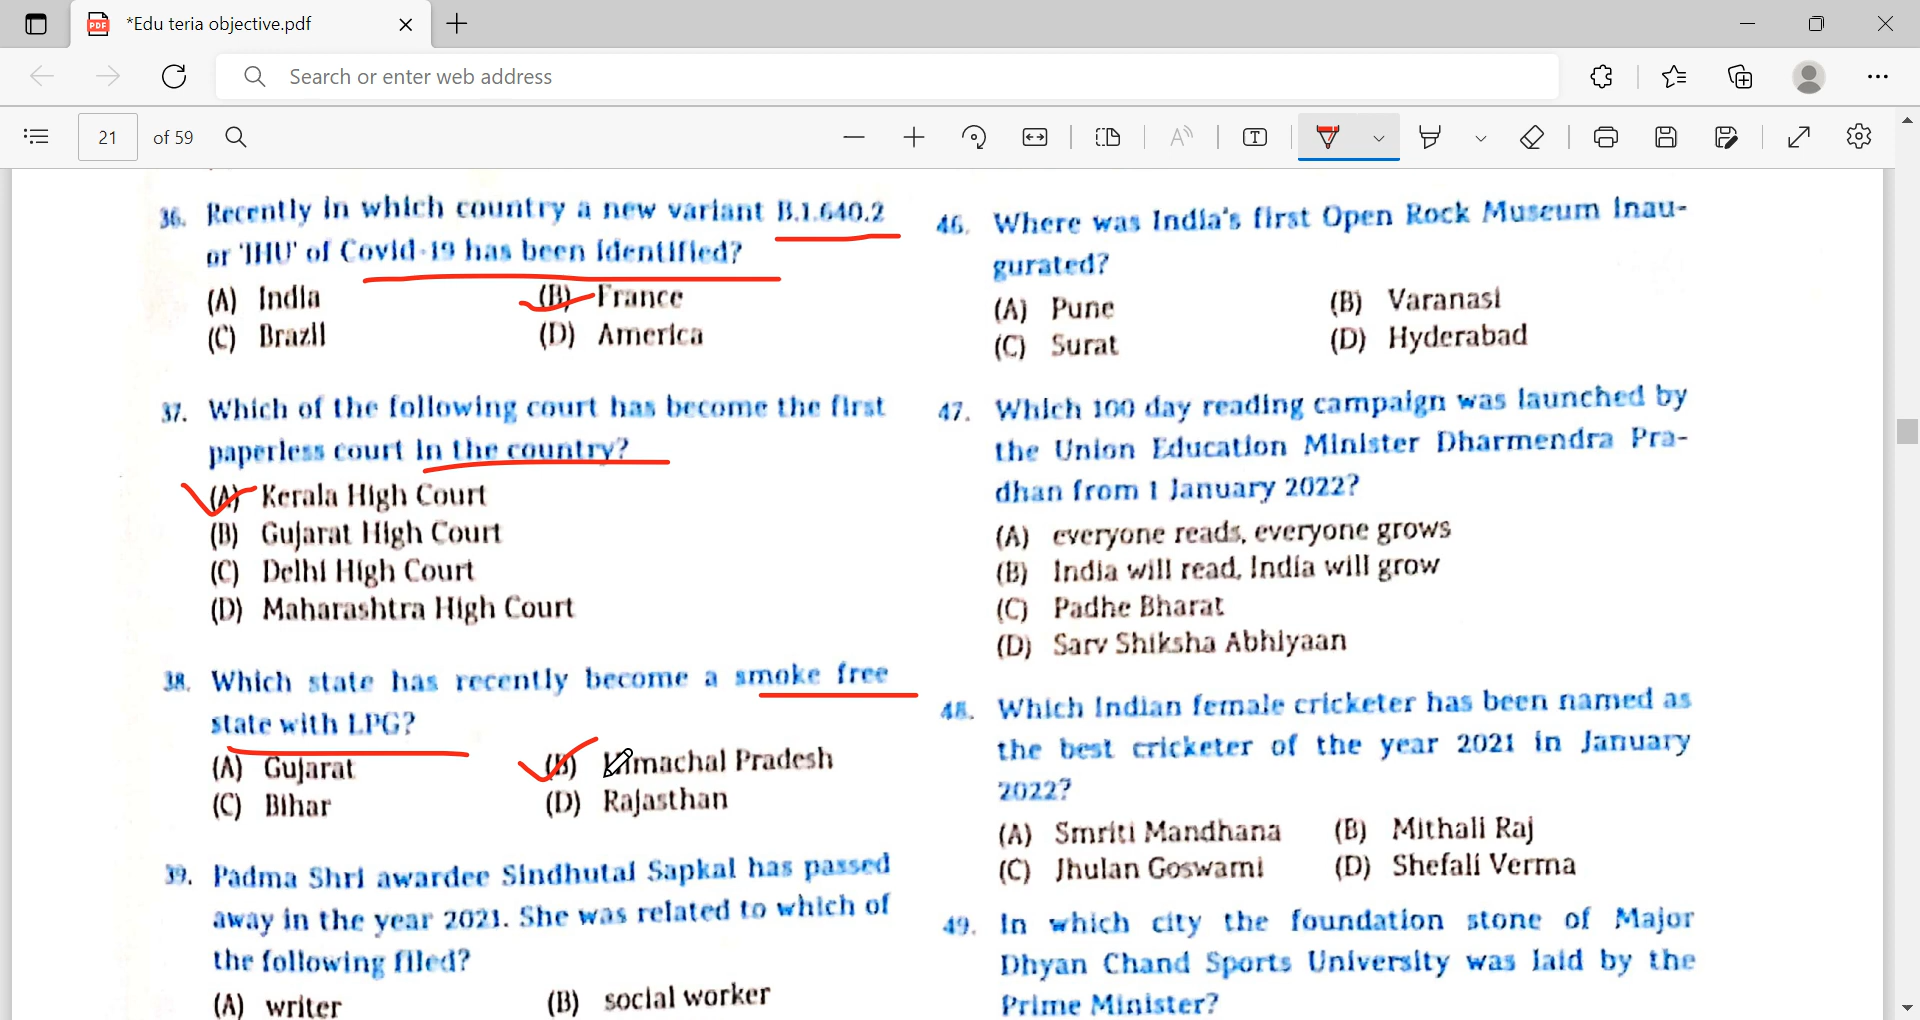 *Edu teria objective.pdf
Search or enter web address
21 of 59
36. Recently in which country a new variant B.1.640.2
or 'IHU' of Covid-19 has been identified?
(A) India (B) France
(C) Brazil (D) America
37. Which of the following court has become the first
paperless court in the country?
(A) Kerala High Court
(B) Gujarat High Court
(C) Delhi High Court
(D) Maharashtra High Court
38. Which state has recently become a smoke free
state with LPG?
(A) Gujarat (B) Himachal Pradesh
(C) Bihar (D) Rajasthan
39. Padma Shri awardee Sindhutai Sapkal has passed
away in the year 2021. She was related to which of
the following filed?
(A) writer (B) social worker
46. Where was India's first Open Rock Museum inau-
gurated?
(A) Pune (B) Varanasi
(C) Surat (D) Hyderabad
47. Which 100 day reading campaign was launched by
the Union Education Minister Dharmendra Pra-
dhan from 1 January 2022?
(A) everyone reads, everyone grows
(B) India will read, India will grow
(C) Padhe Bharat
(D) Sarv Shiksha Abhiyaan
48. Which Indian female cricketer has been named as
the best cricketer of the year 2021 in January
2022?
(A) Smriti Mandhana (B) Mithali Raj
(C) Jhulan Goswami (D) Shefali Verma
49. In which city the foundation stone of Major
Dhyan Chand Sports University was laid by the
Prime Minister?